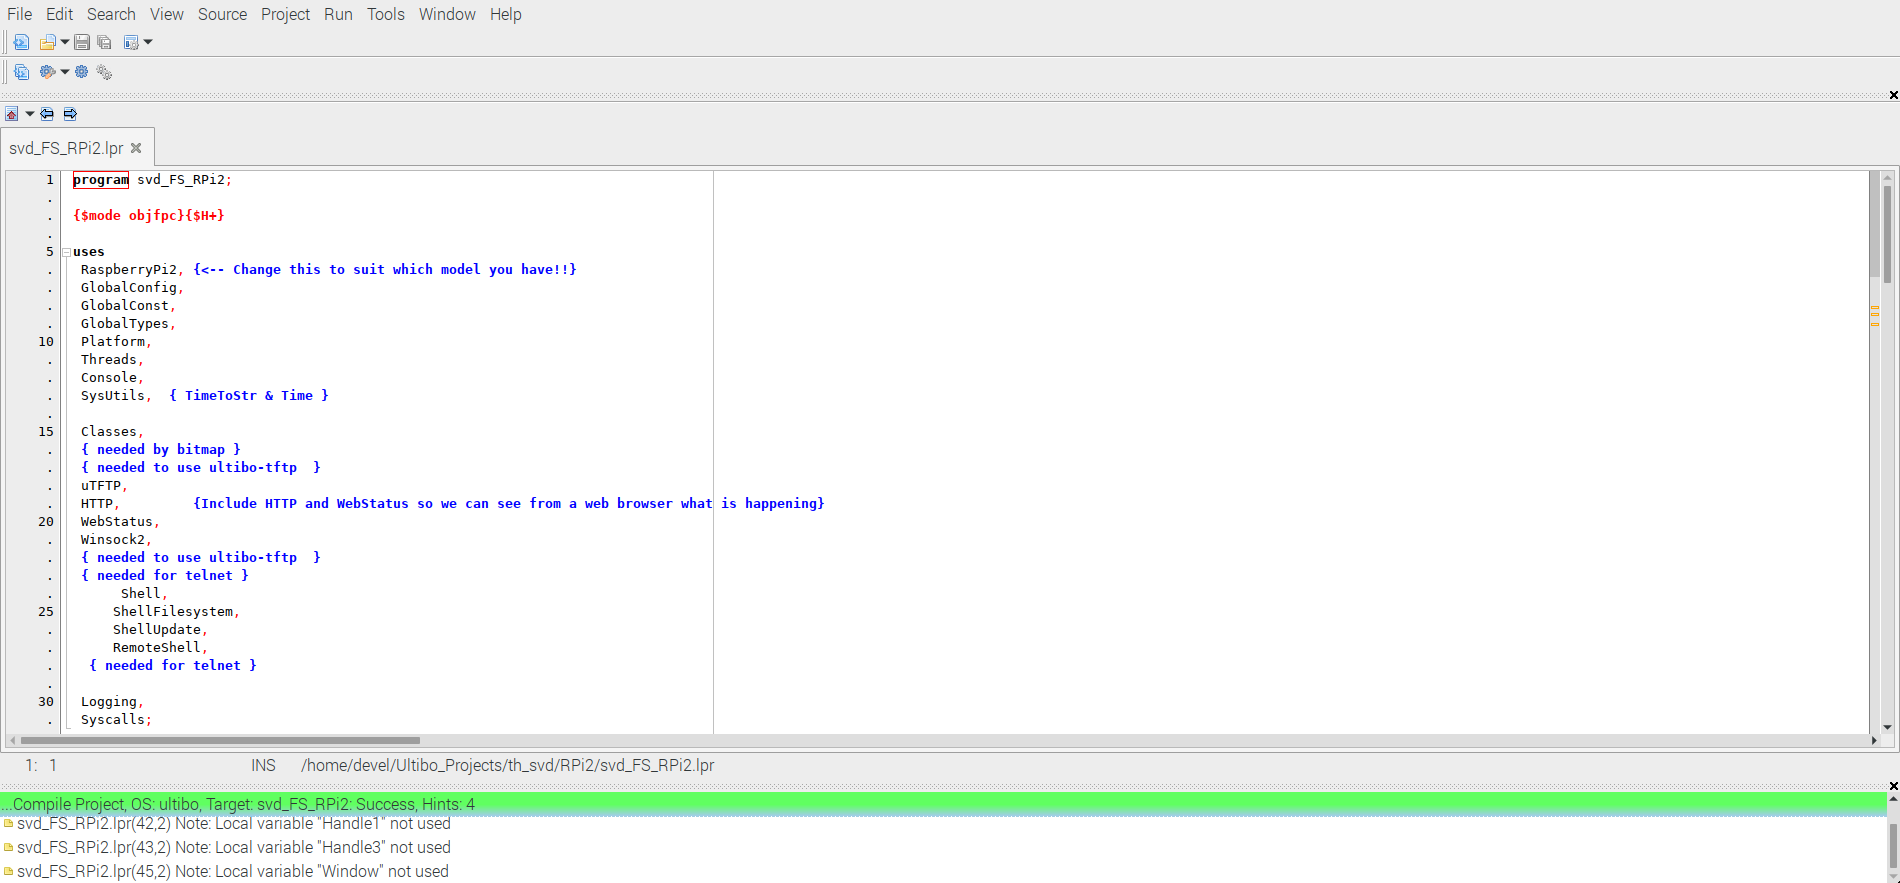 File Edit Search View Source Project Run Tools Window Help
svd_FS_RPi2.lpr
1 program svd_FS_RPi2;
.
. {$mode objfpc}{$H+}
.
5 uses
. RaspberryPi2, {<-- Change this to suit which model you have!!}
. GlobalConfig,
. GlobalConst,
. GlobalTypes,
10 Platform,
. Threads,
. Console,
. SysUtils,  { TimeToStr & Time }
.
15 Classes,
. { needed by bitmap }
. { needed to use ultibo-tftp  }
. uTFTP,
. HTTP,         {Include HTTP and WebStatus so we can see from a web browser what is happening}
20 WebStatus,
. Winsock2,
. { needed to use ultibo-tftp  }
. { needed for telnet }
. Shell,
25 ShellFilesystem,
. ShellUpdate,
. RemoteShell,
. { needed for telnet }
.
30 Logging,
. Syscalls;
1: 1 INS /home/devel/Ultibo_Projects/th_svd/RPi2/svd_FS_RPi2.lpr
...Compile Project, OS: ultibo, Target: svd_FS_RPi2: Success, Hints: 4
svd_FS_RPi2.lpr(42,2) Note: Local variable "Handle1" not used
svd_FS_RPi2.lpr(43,2) Note: Local variable "Handle3" not used
svd_FS_RPi2.lpr(45,2) Note: Local variable "Window" not used